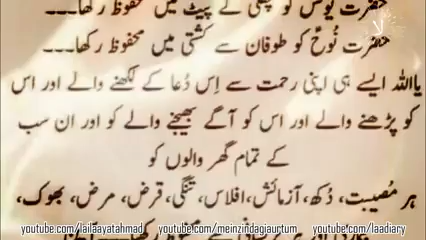 حضرت یونسؑ کو مچھلی کے پیٹ میں محفوظ رکھا۔۔۔
حضرت نُوحؑ کو طوفان سے کشتی میں محفوظ رکھا۔۔۔
یااللہ ایسے ہی اپنی رحمت سے اِس دُعا کے لکھنے والے اور اس
کو پڑھنے والے اور اس کو آگے بھیجنے والے کو اور ان سب
کے تمام گھر والوں کو
ہر مصیبت، دُکھ، آزمائش، افلاس، تنگی، قرض، مرض، بھوک،
youtube.com/lailaayatahmad youtube.com/meinzindagiaurtum youtube.com/laadiary